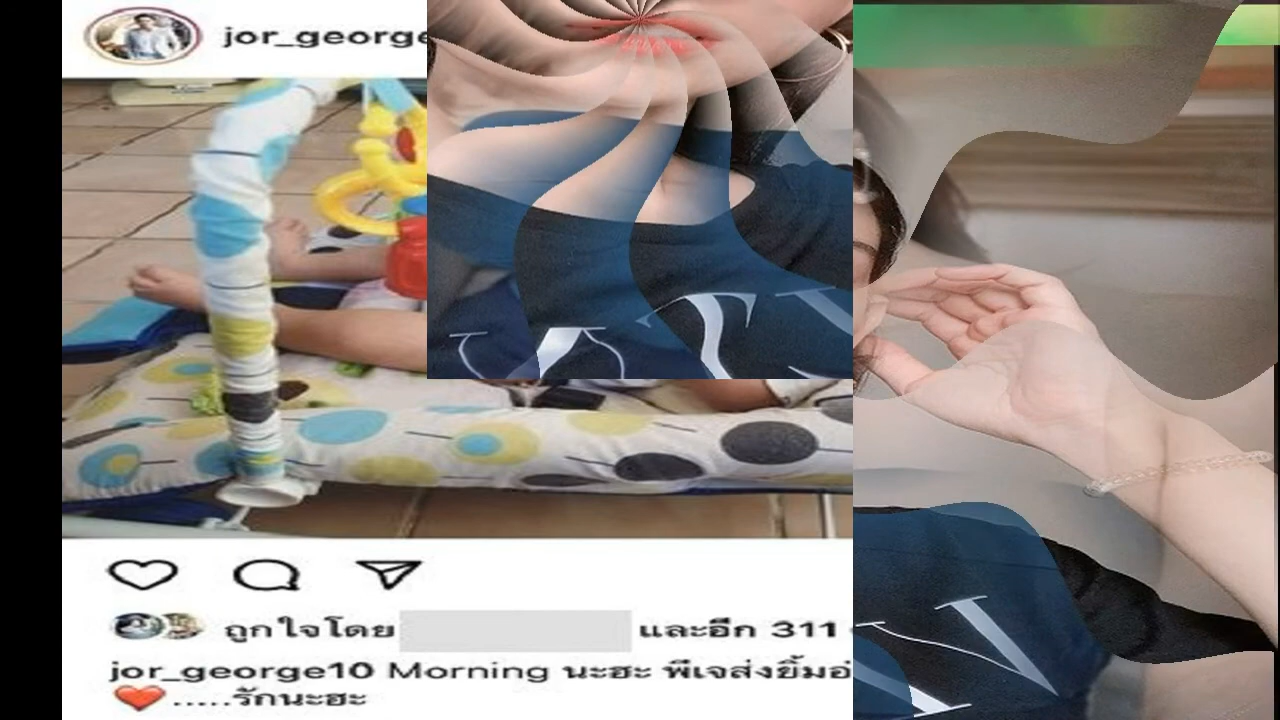 jor_george
ถูกใจโดย และอีก 311
jor_george10 Morning นะฮะ พีเจส่งยิ้มอ่
.....รักนะฮะ